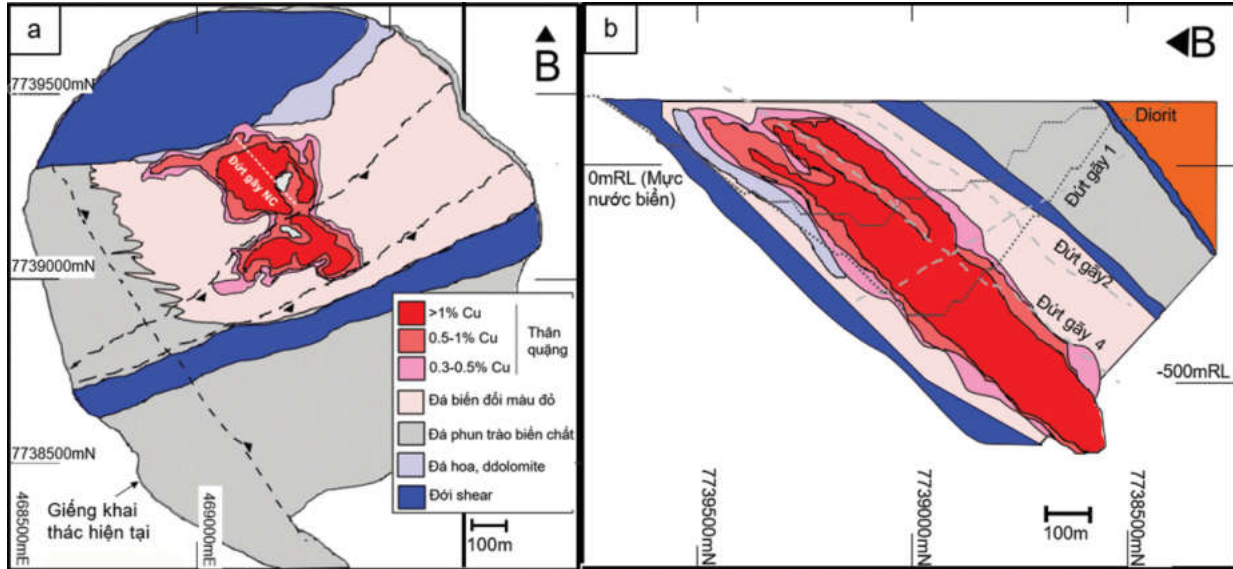 a
B
7739500mN
7739000mN
7738500mN
468500mE
469000mE
Đứt gãy NC
Giếng khai
thác hiện tại
>1% Cu
0.5-1% Cu
0.3-0.5% Cu
Thân
quặng
Đá biến đổi màu đỏ
Đá phun trào biến chất
Đá hoa, ddolomite
Đới shear
100m
b
B
Diorit
0mRL (Mực
nước biển)
Đứt gãy 1
Đứt gãy2
Đứt gãy 4
-500mRL
7739500mN
7739000mN
7738500mN
100m